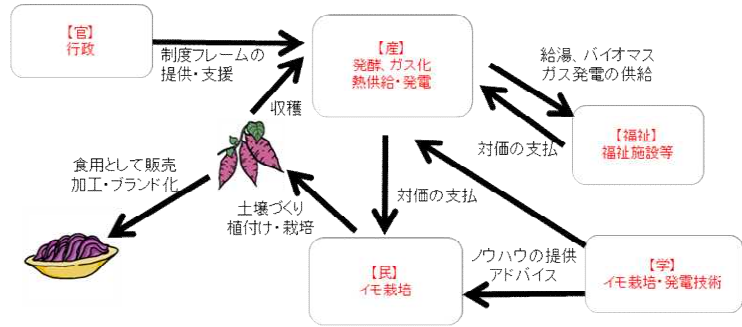 【官】
行政
制度フレームの
提供・支援
【産】
発酵、ガス化
熱供給・発電
給湯、バイオマス
ガス発電の供給
収穫
対価の支払
【福祉】
福祉施設等
食用として販売
加工・ブランド化
土壌づくり
植付け・栽培
対価の支払
【民】
イモ栽培
ノウハウの提供
アドバイス
【学】
イモ栽培・発電技術